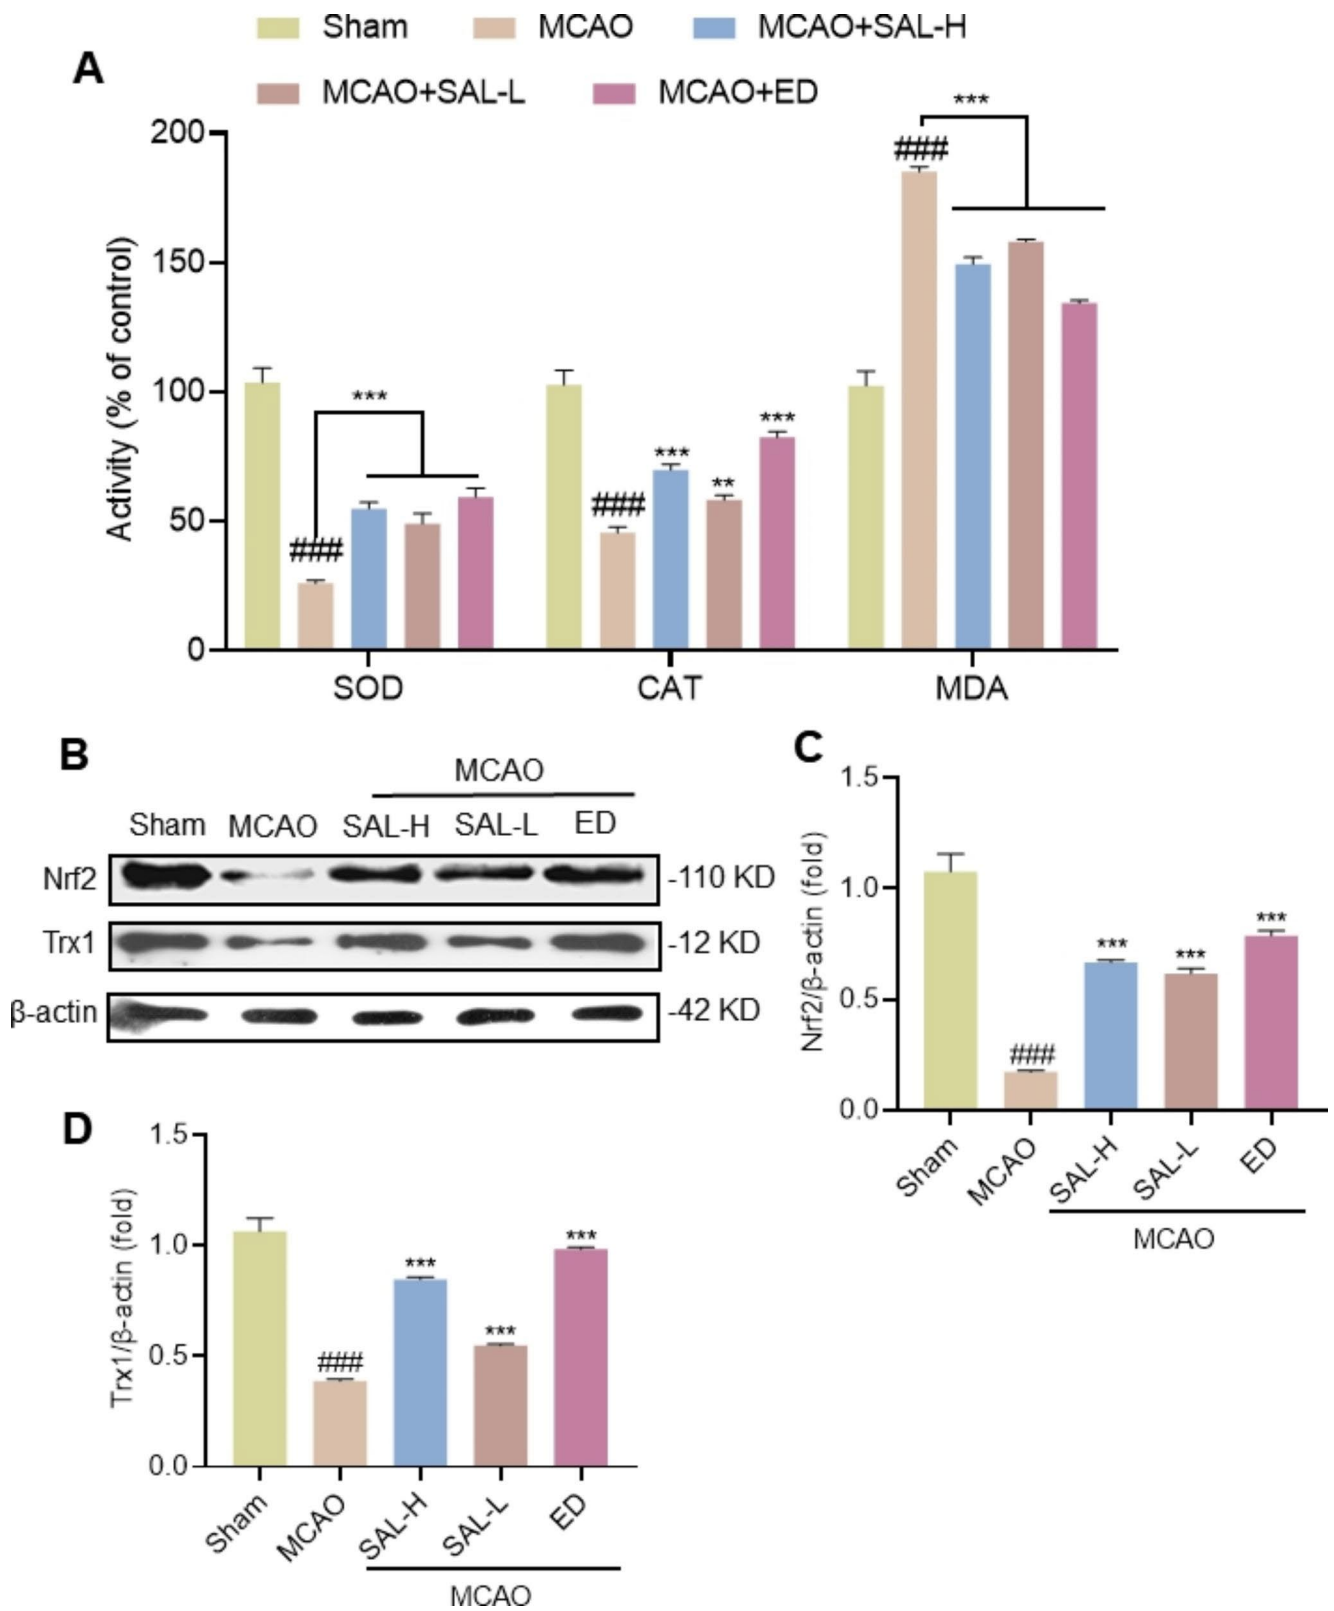 Sham MCAO MCAO+SAL-H
A
MCAO+SAL-L MCAO+ED
Activity (% of control)
200
150
100
50
0
###
***
###
***
**
***
###
***
SOD CAT MDA
B
MCAO
Sham MCAO SAL-H SAL-L ED
Nrf2 -110 KD
Trx1 -12 KD
β-actin -42 KD
C
Nrf2/β-actin (fold)
1.5
1.0
0.5
0.0
###
***
***
***
Sham MCAO SAL-H SAL-L ED
MCAO
D
Trx1/β-actin (fold)
1.5
1.0
0.5
0.0
###
***
***
***
Sham MCAO SAL-H SAL-L ED
MCAO